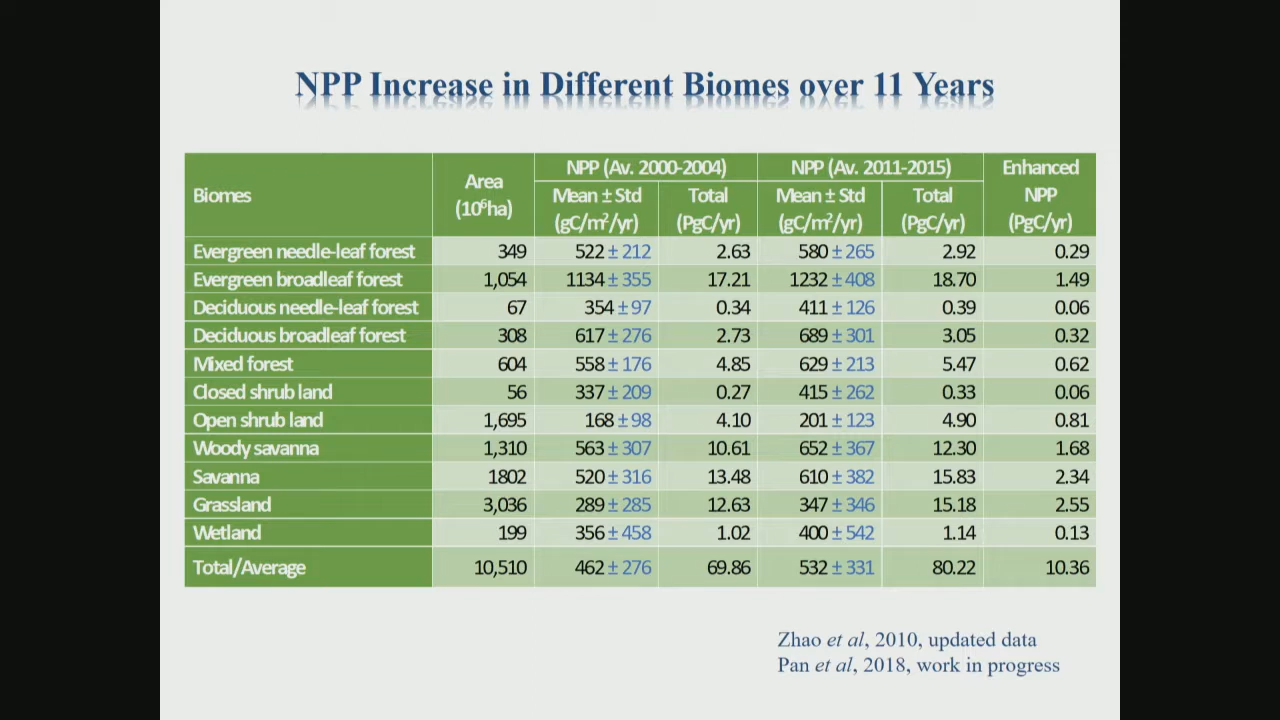 NPP Increase in Different Biomes over 11 Years
Biomes Area (10⁶ha) NPP (Av. 2000-2004) NPP (Av. 2011-2015) Enhanced NPP (PgC/yr)
Mean ± Std (gC/m²/yr) Total (PgC/yr) Mean ± Std (gC/m²/yr) Total (PgC/yr)
Evergreen needle-leaf forest 349 522 ± 212 2.63 580 ± 265 2.92 0.29
Evergreen broadleaf forest 1,054 1134 ± 355 17.21 1232 ± 408 18.70 1.49
Deciduous needle-leaf forest 67 354 ± 97 0.34 411 ± 126 0.39 0.06
Deciduous broadleaf forest 308 617 ± 276 2.73 689 ± 301 3.05 0.32
Mixed forest 604 558 ± 176 4.85 629 ± 213 5.47 0.62
Closed shrub land 56 337 ± 209 0.27 415 ± 262 0.33 0.06
Open shrub land 1,695 168 ± 98 4.10 201 ± 123 4.90 0.81
Woody savanna 1,310 563 ± 307 10.61 652 ± 367 12.30 1.68
Savanna 1802 520 ± 316 13.48 610 ± 382 15.83 2.34
Grassland 3,036 289 ± 285 12.63 347 ± 346 15.18 2.55
Wetland 199 356 ± 458 1.02 400 ± 542 1.14 0.13
Total/Average 10,510 462 ± 276 69.86 532 ± 331 80.22 10.36
Zhao et al, 2010, updated data
Pan et al, 2018, work in progress